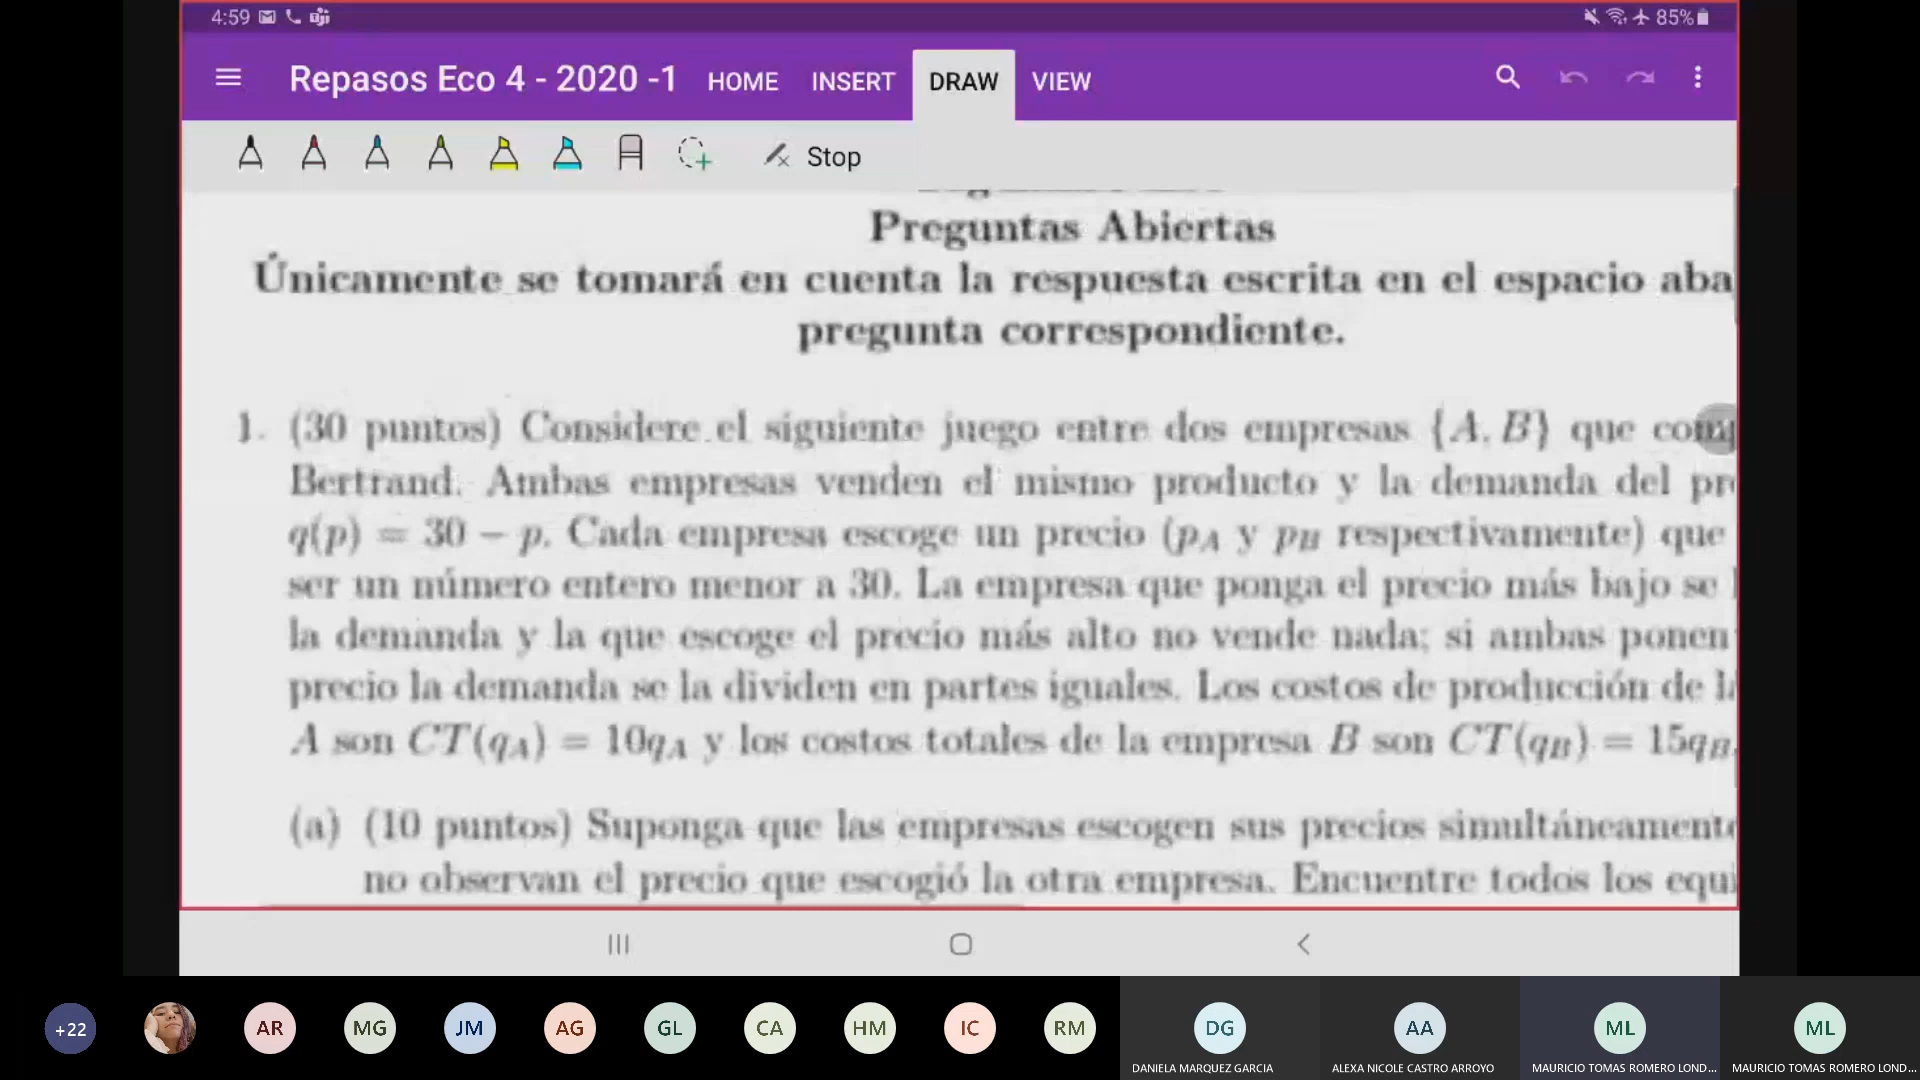 4:59 85%
Repasos Eco 4 - 2020 -1 HOME INSERT DRAW VIEW
Stop
Preguntas Abiertas
Únicamente se tomará en cuenta la respuesta escrita en el espacio aba
pregunta correspondiente.
1. (30 puntos) Considere el siguiente juego entre dos empresas {A, B} que com
Bertrand. Ambas empresas venden el mismo producto y la demanda del pr
q(p) = 30 − p. Cada empresa escoge un precio (pA y pB respectivamente) que
ser un número entero menor a 30. La empresa que ponga el precio más bajo se
la demanda y la que escoge el precio más alto no vende nada; si ambas ponen
precio la demanda se la dividen en partes iguales. Los costos de producción de l
A son CT(qA) = 10qA y los costos totales de la empresa B son CT(qB) = 15qB.
(a) (10 puntos) Suponga que las empresas escogen sus precios simultáneament
no observan el precio que escogió la otra empresa. Encuentre todos los equi
+22 AR MG JM AG GL CA HM IC RM DG AA ML ML
DANIELA MARQUEZ GARCIA ALEXA NICOLE CASTRO ARROYO MAURICIO TOMAS ROMERO LOND... MAURICIO TOMAS ROMERO LOND...